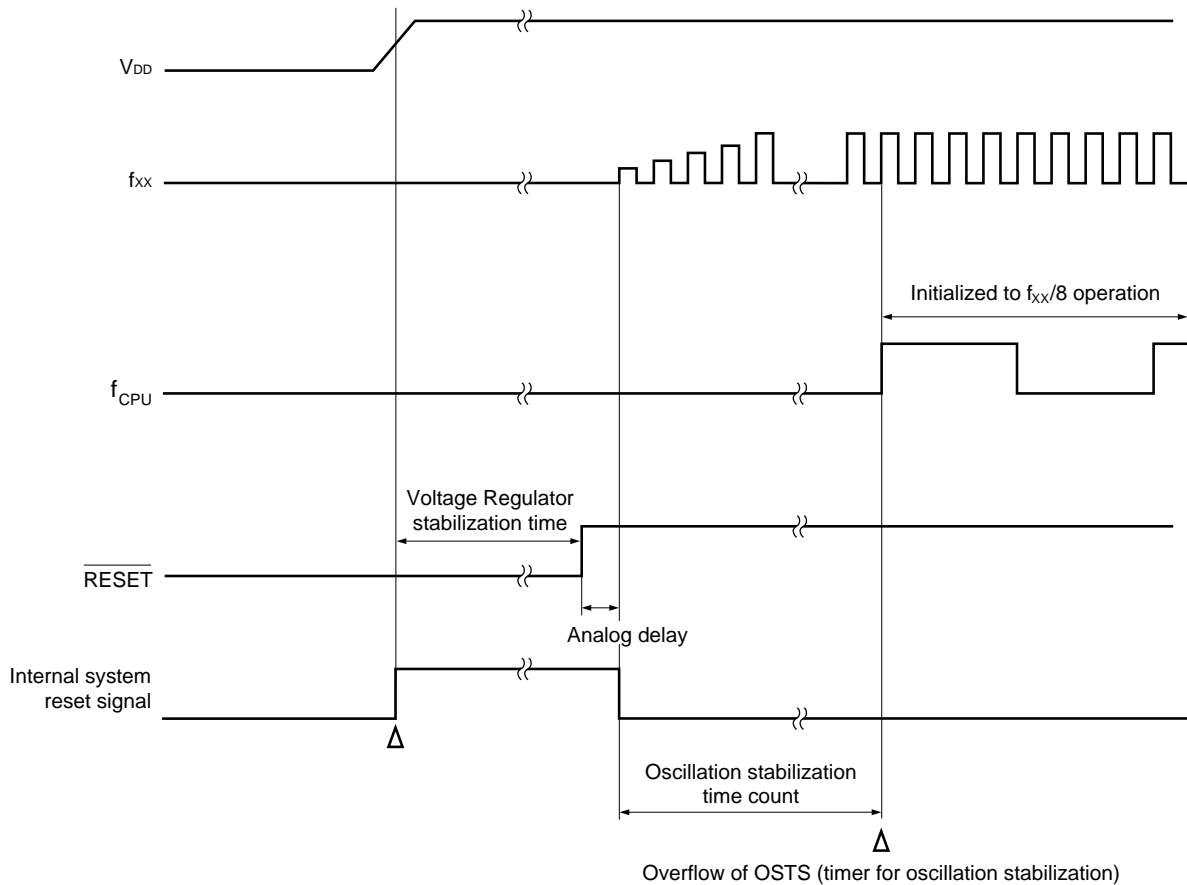 VDD
fXX
Initialized to fXX/8 operation
fCPU
Voltage Regulator
stabilization time
RESET
Analog delay
Internal system
reset signal
Oscillation stabilization
time count
Overflow of OSTS (timer for oscillation stabilization)